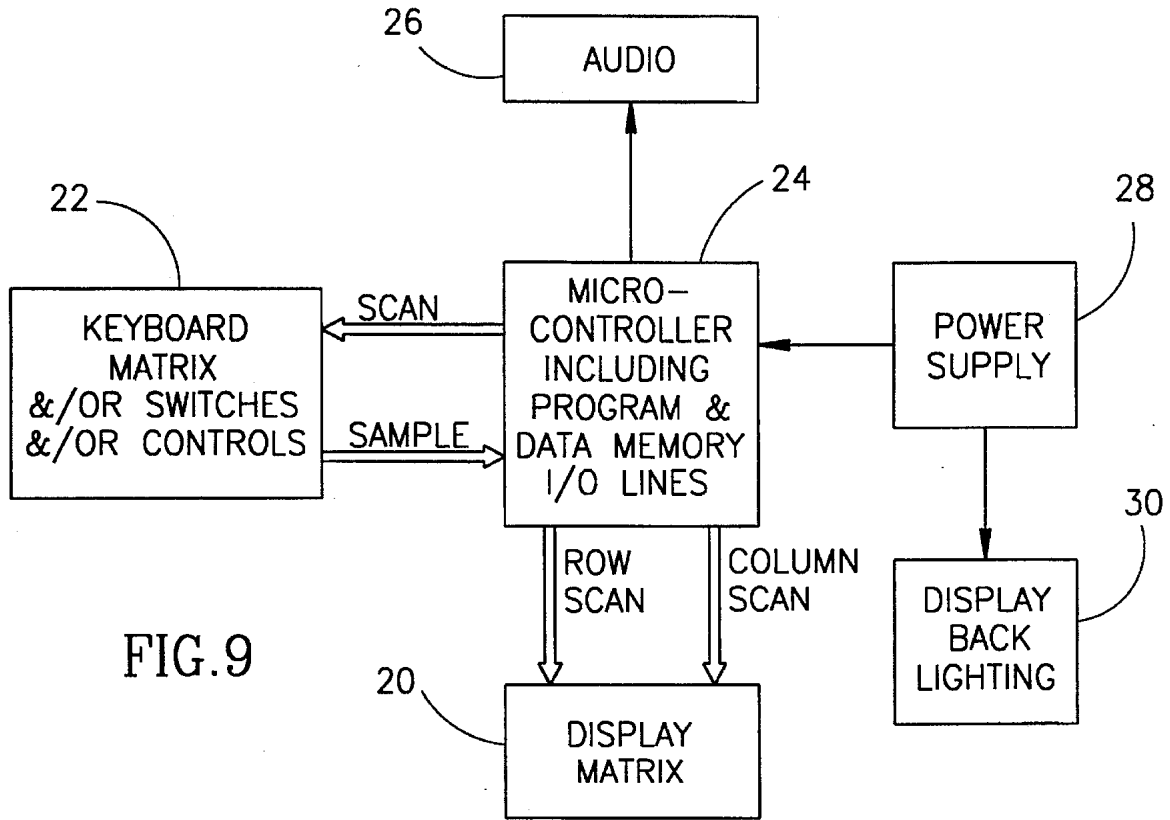 26
AUDIO
22
24
28
KEYBOARD
MATRIX
&/OR SWITCHES
&/OR CONTROLS
SCAN
SAMPLE
MICRO-
CONTROLLER
INCLUDING
PROGRAM &
DATA MEMORY
I/O LINES
POWER
SUPPLY
ROW
SCAN
COLUMN
SCAN
30
DISPLAY
BACK
LIGHTING
FIG.9
20
DISPLAY
MATRIX